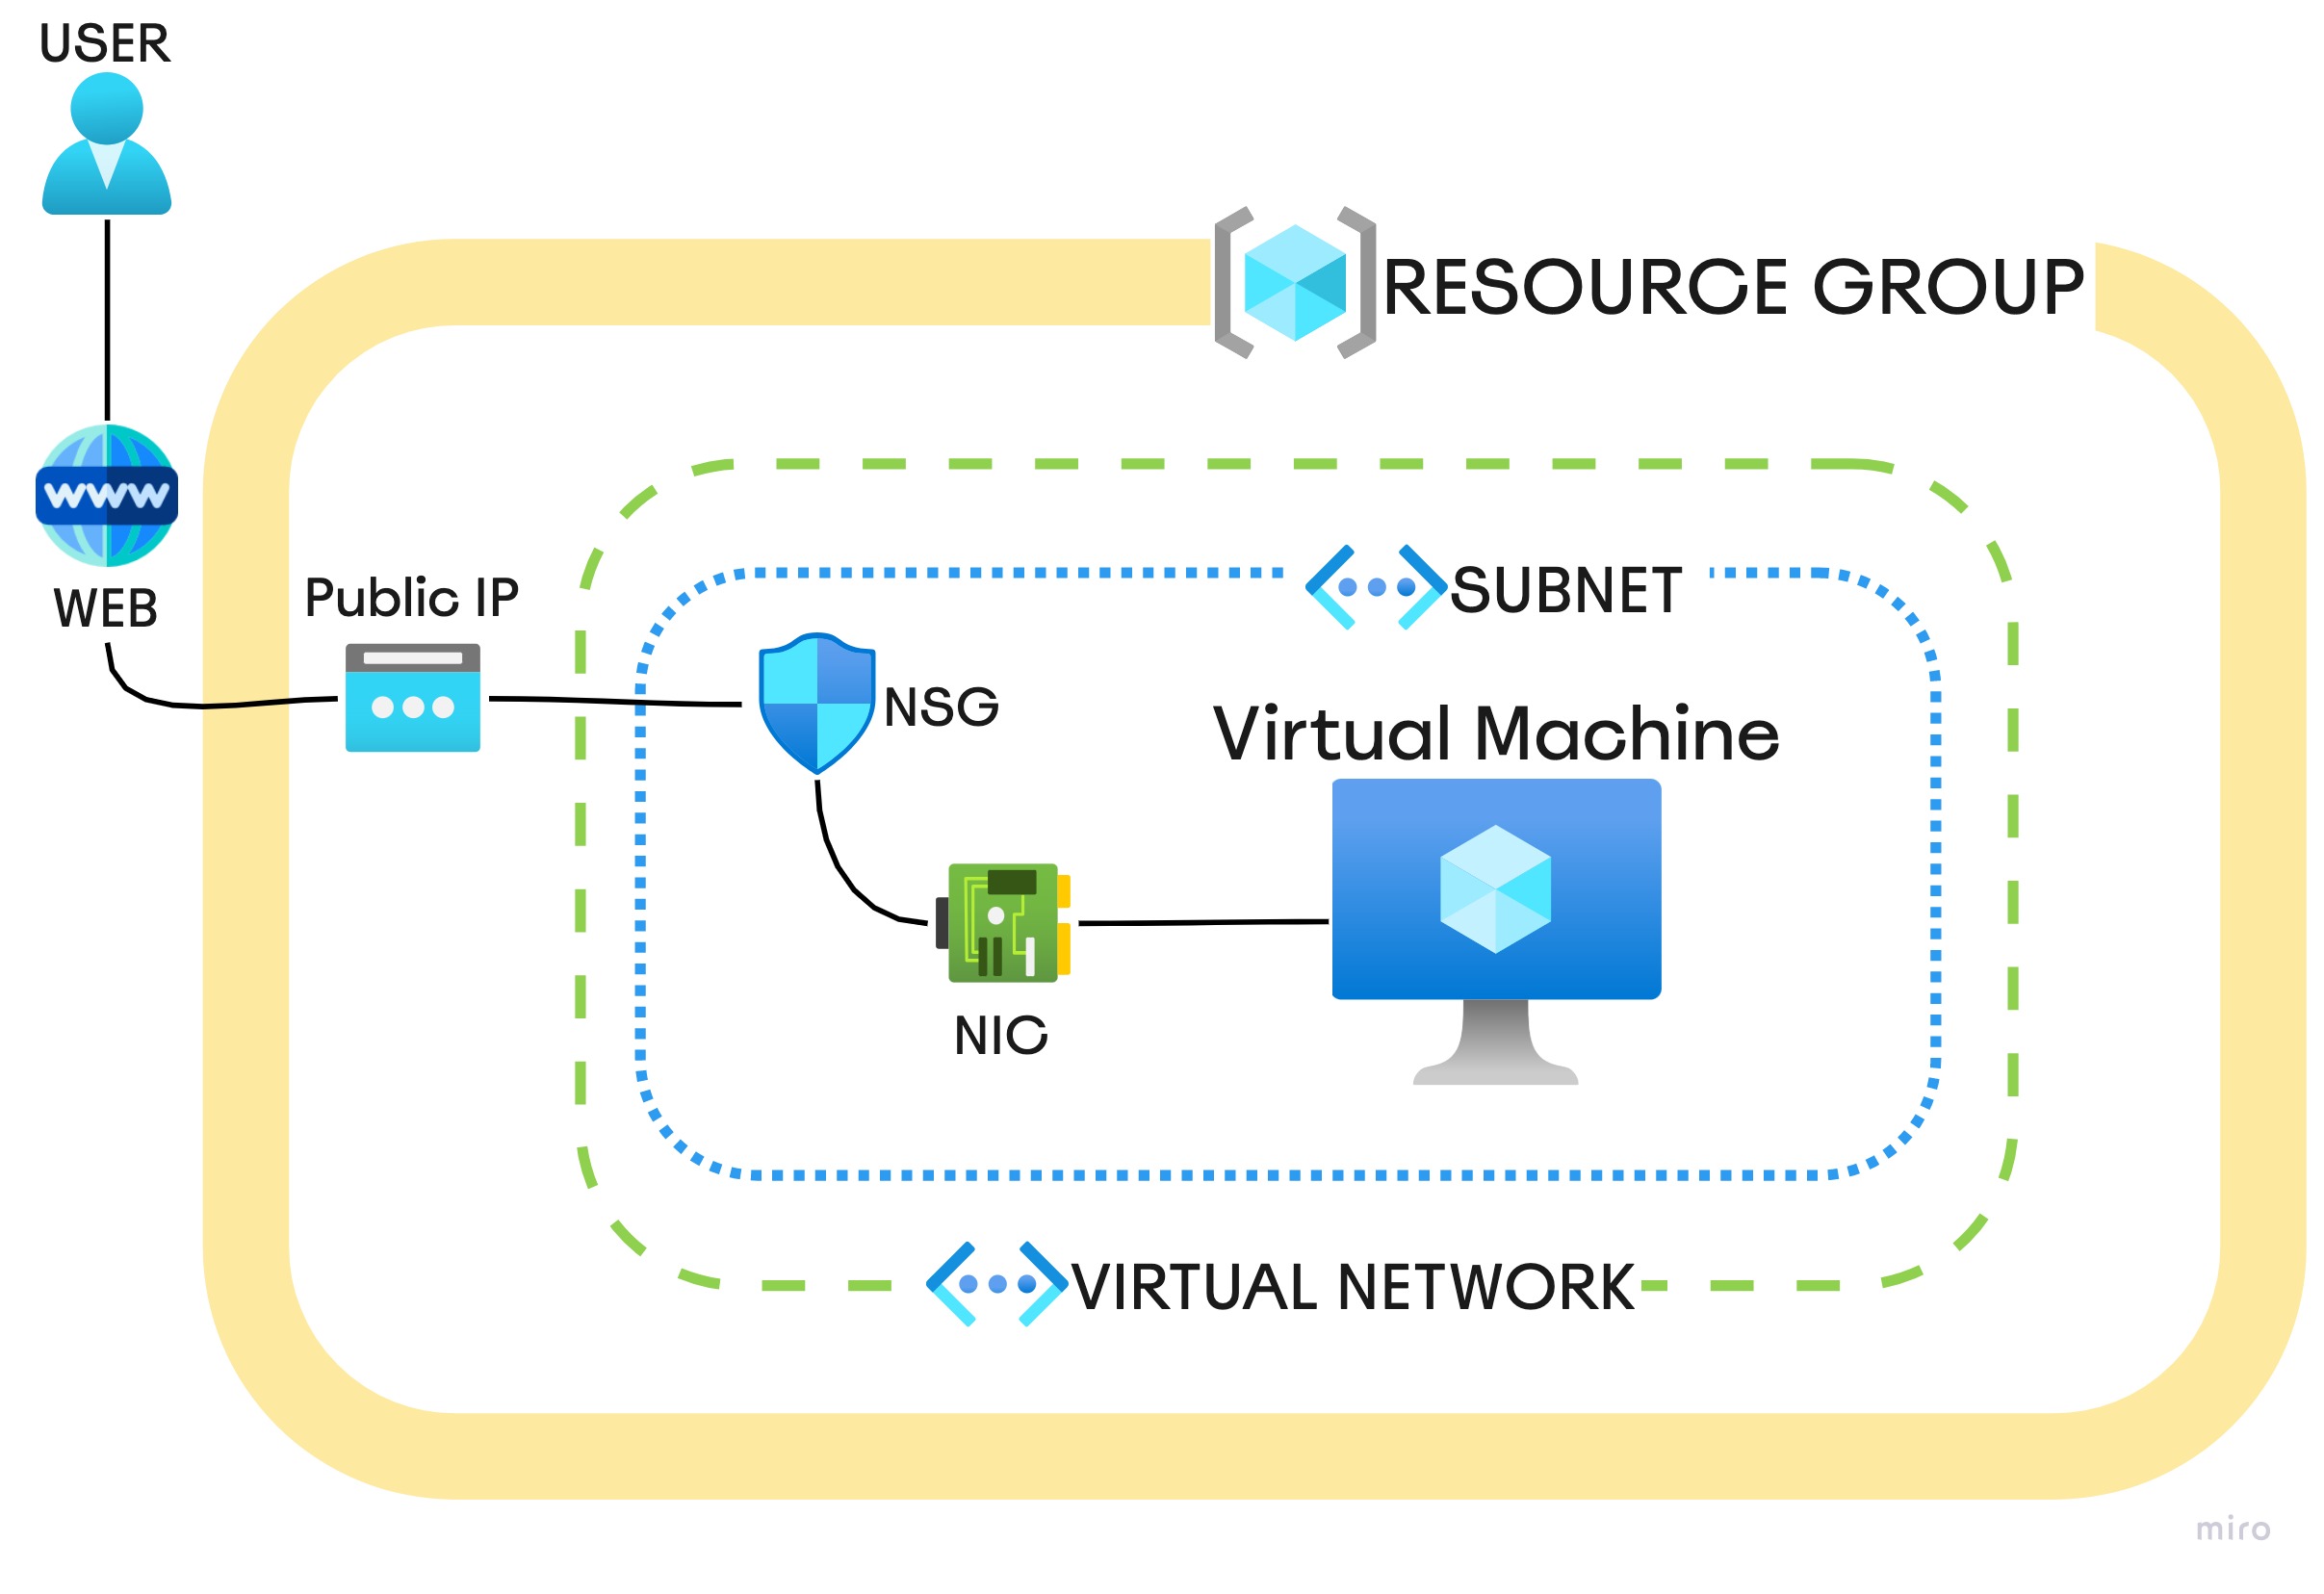 USER
RESOURCE GROUP
www
WEB
Public IP
SUBNET
NSG
Virtual Machine
NIC
VIRTUAL NETWORK
miro